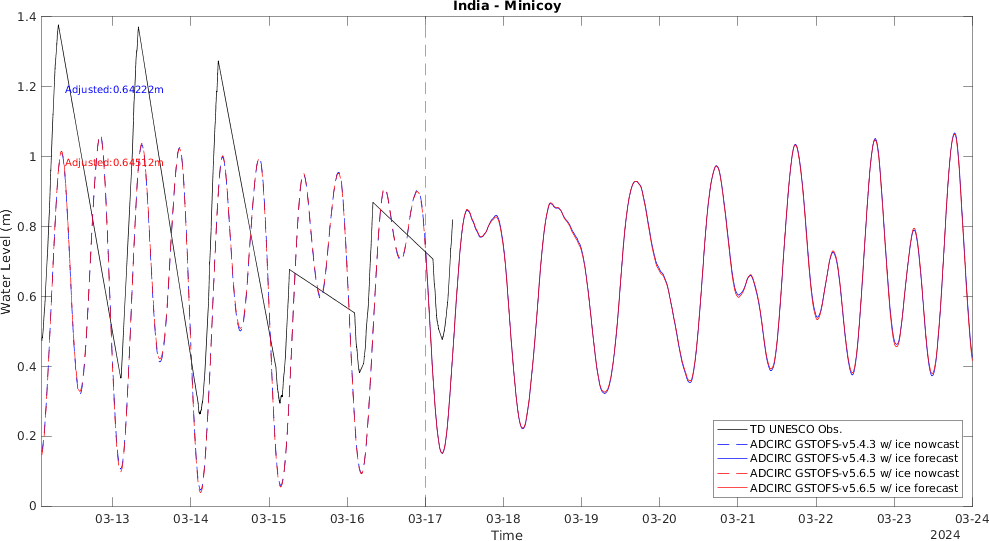 India - Minicoy
1.4
1.2
1
0.8
0.6
0.4
0.2
0
Water Level (m)
Adjusted:0.64222m
Adjusted:0.64512m
TD UNESCO Obs.
ADCIRC GSTOFS-v5.4.3 w/ ice nowcast
ADCIRC GSTOFS-v5.4.3 w/ ice forecast
ADCIRC GSTOFS-v5.6.5 w/ ice nowcast
ADCIRC GSTOFS-v5.6.5 w/ ice forecast
03-13 03-14 03-15 03-16 03-17 03-18 03-19 03-20 03-21 03-22 03-23 03-24
Time
2024